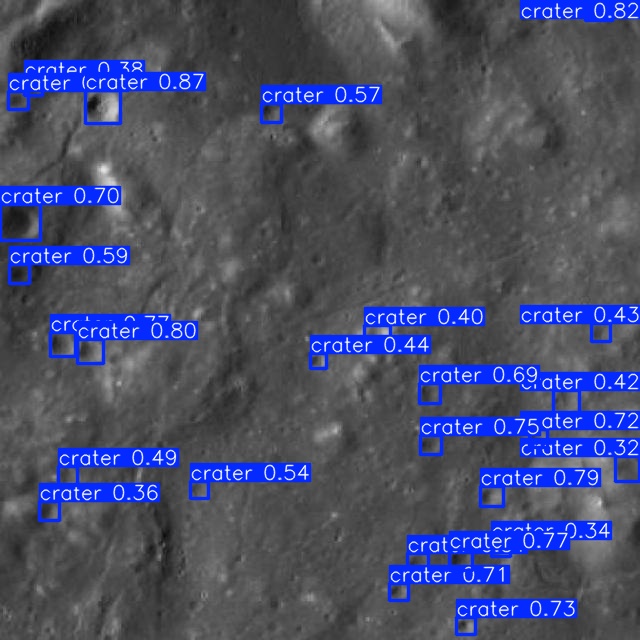 crater 0.82
crater 0.38
crater
crater 0.87
crater 0.57
crater 0.70
crater 0.59
crater 0.77
crater 0.80
crater 0.40
crater 0.43
crater 0.44
crater 0.69
crater 0.42
crater 0.75
crater 0.72
crater 0.32
crater 0.49
crater 0.54
crater 0.36
crater 0.79
crater 0.34
crater 0.77
crater 0.71
crater 0.73